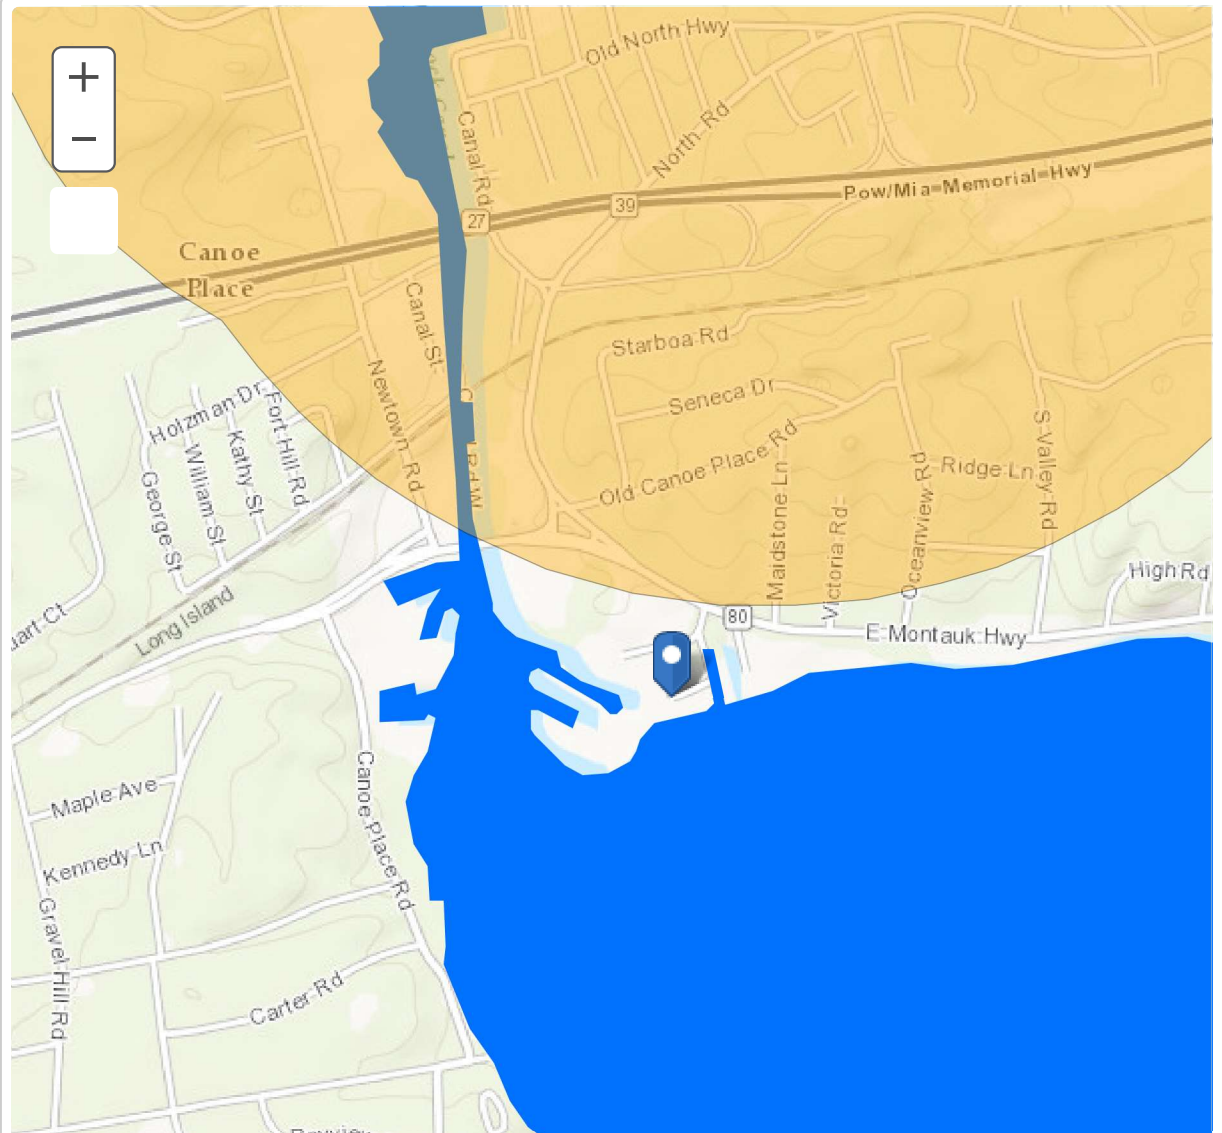 Old North Hwy
Canal Rd
North Rd
Pow/Mia Memorial Hwy
39
27
Canoe
Place
Canal St
Starboa Rd
Newtown Rd
Seneca Dr
Holzman Dr
Fort Hill Rd
Kathy St
William St
George St
Old Canoe Place Rd
Maidstone Ln
Victoria Rd
Oceanview Rd
Ridge Ln
S Valley Rd
High Rd
Long Island
80
E Montauk Hwy
Maple Ave
Kennedy Ln
Canoe Place Rd
Gravel Hill Rd
Carter Rd